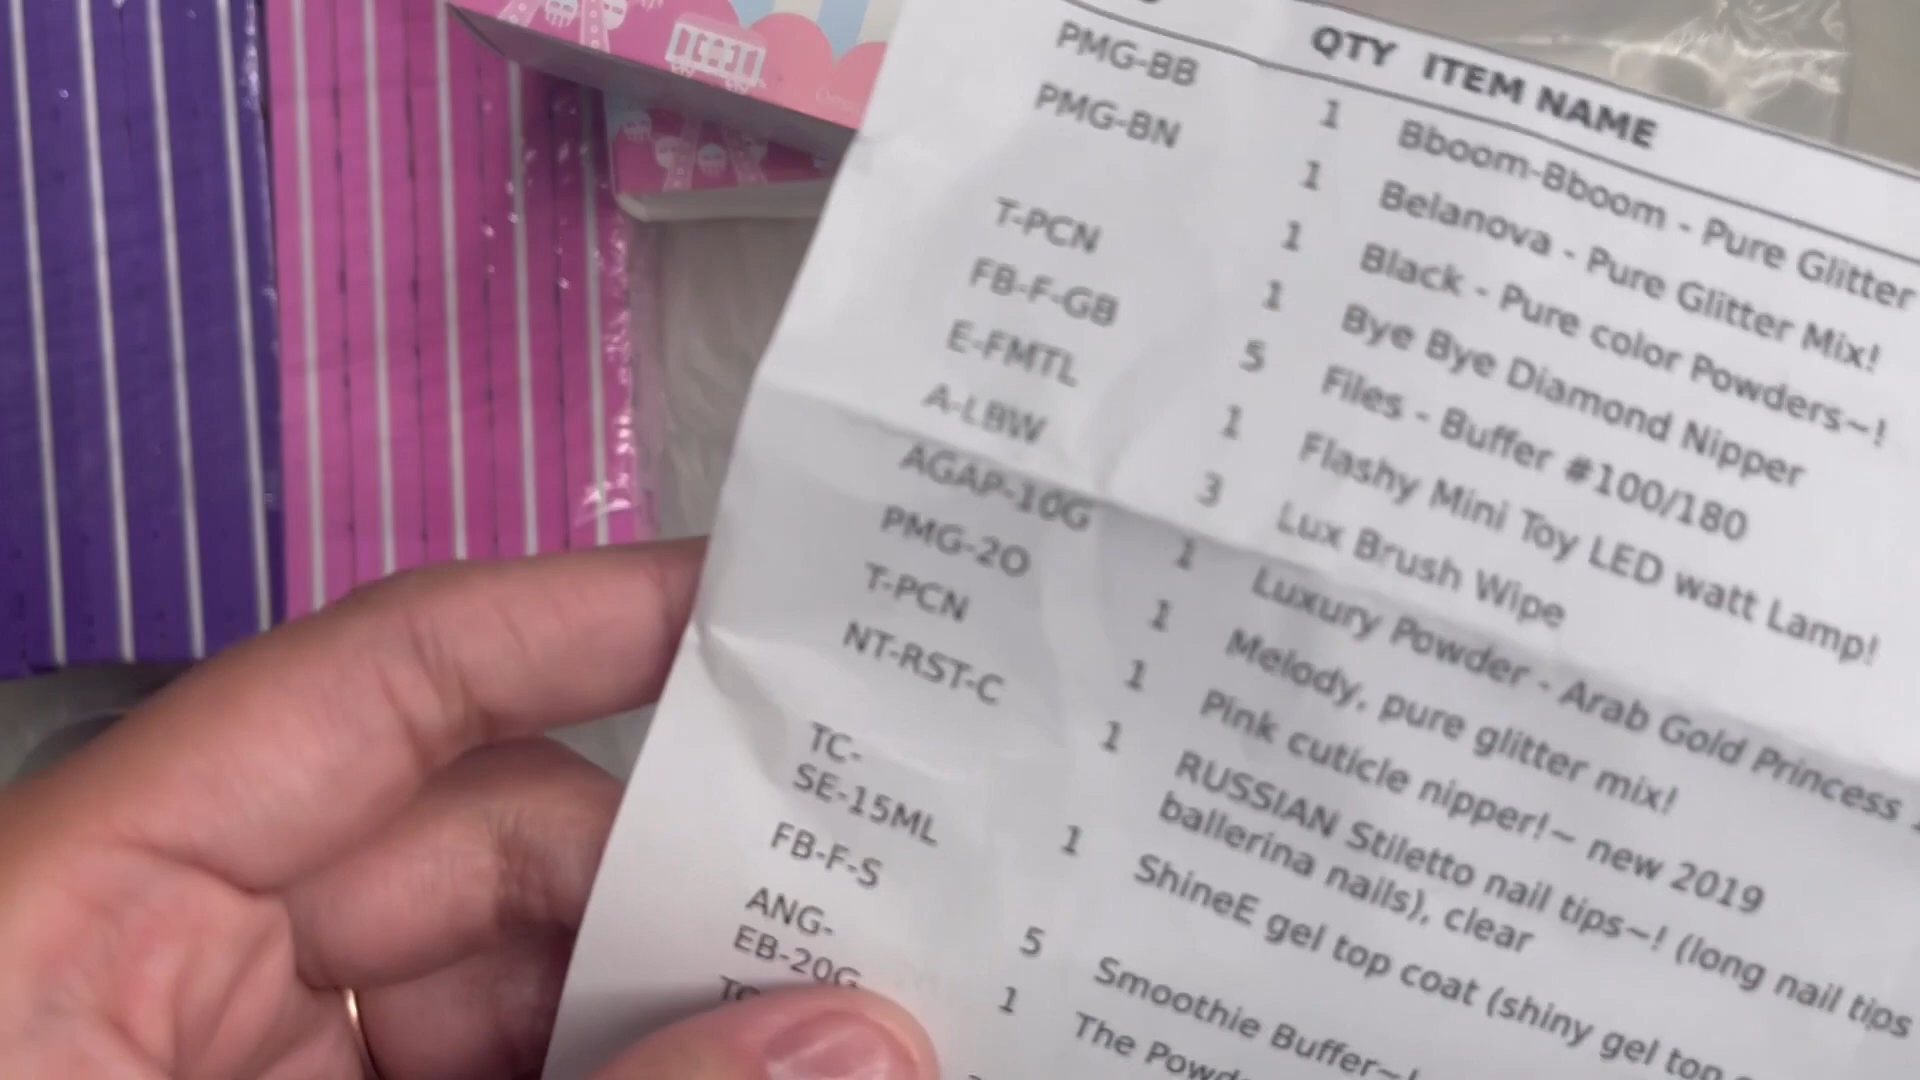 QTY ITEM NAME
PMG-BB 1 Bboom-Bboom - Pure Glitter
PMG-BN 1 Belanova - Pure Glitter Mix!
1 Black - Pure color Powders~!
T-PCN 1 Bye Bye Diamond Nipper
FB-F-GB 5 Files - Buffer #100/180
E-FMTL 1 Flashy Mini Toy LED watt Lamp!
A-LBW 3 Lux Brush Wipe
AGAP-10G 1 Luxury Powder - Arab Gold Princess
PMG-2O 1 Melody, pure glitter mix!
T-PCN 1 Pink cuticle nipper!~ new 2019
NT-RST-C 1 RUSSIAN Stiletto nail tips~! (long nail tips
ballerina nails), clear
TC-
SE-15ML 1 ShineE gel top coat (shiny gel top
FB-F-S 5 Smoothie Buffer~!
ANG-
EB-20G 1 The